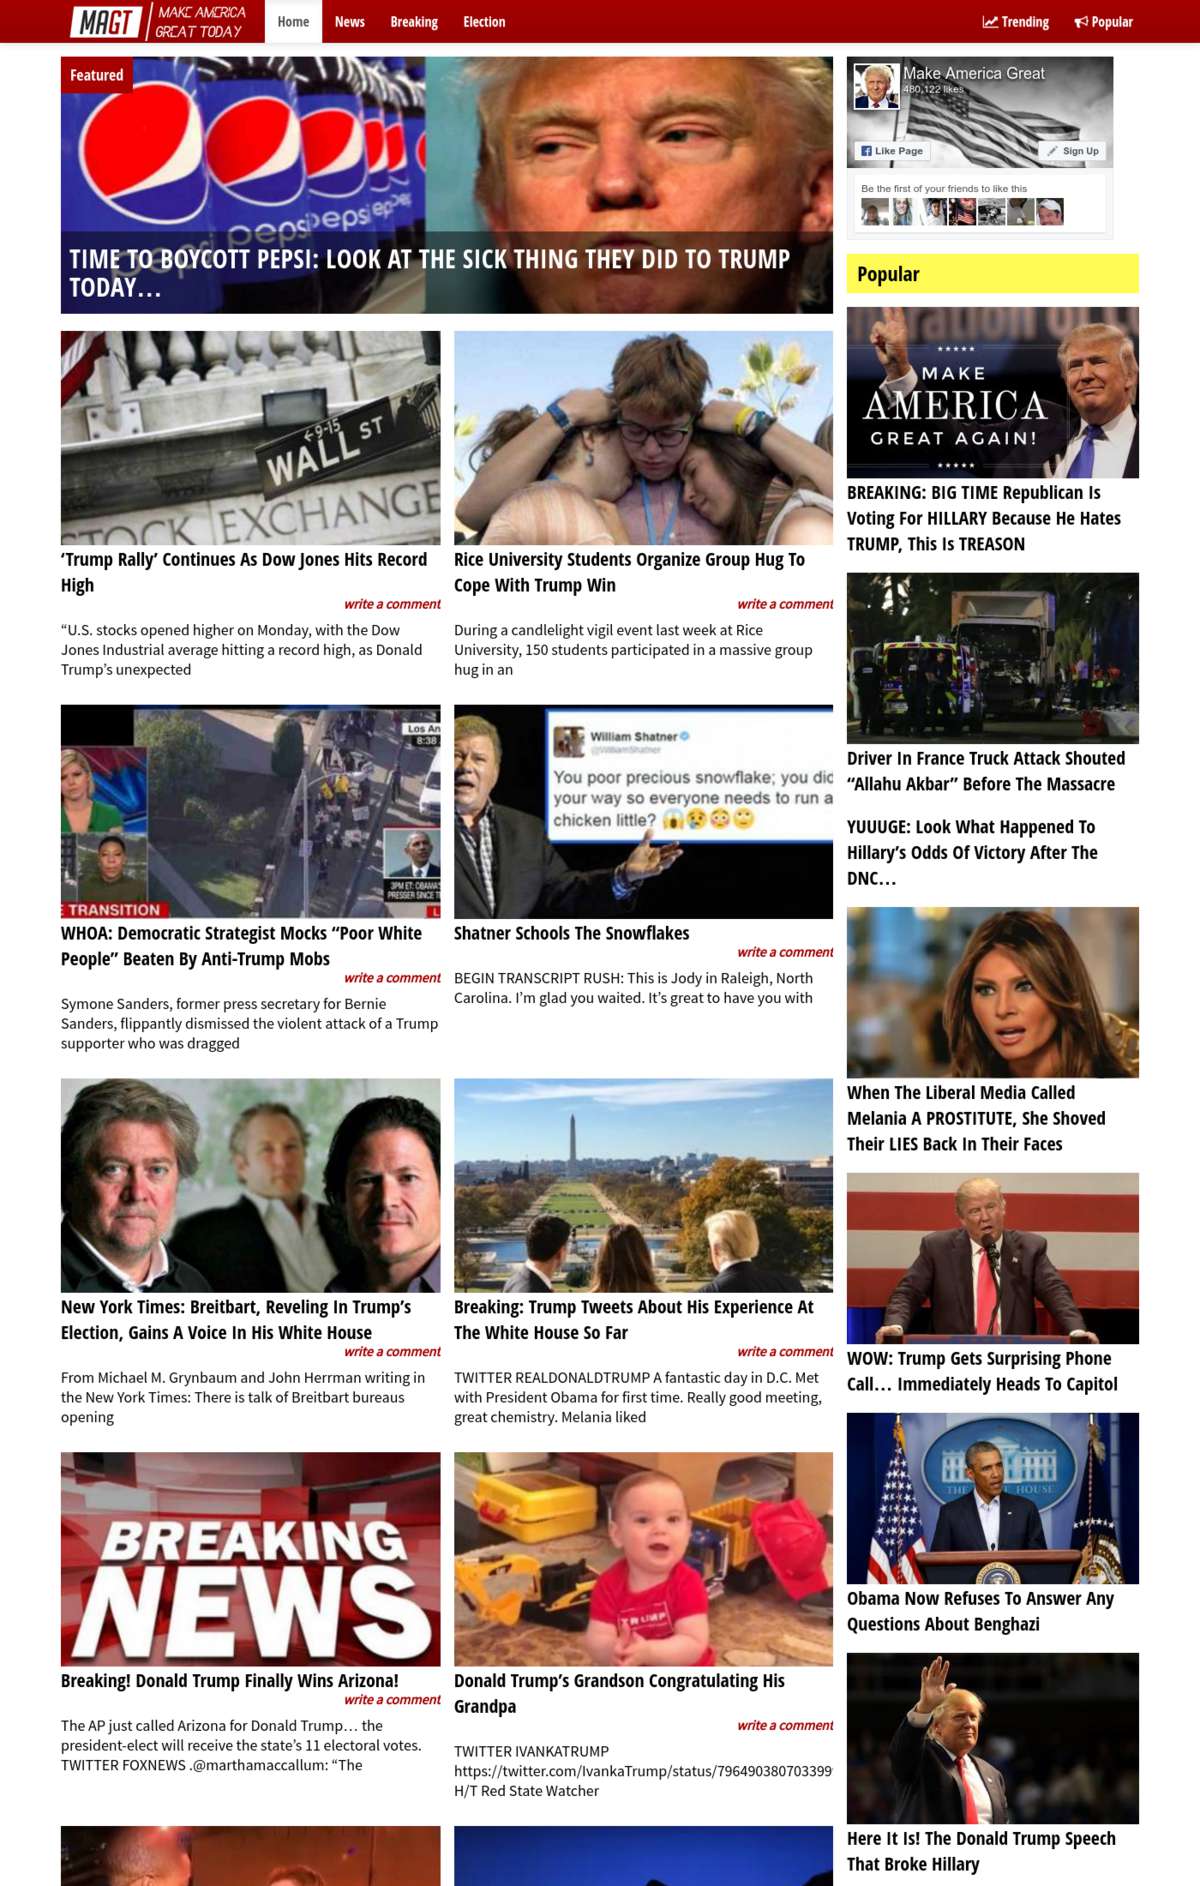 MAGT
MAKE AMERICA
GREAT TODAY
Home
News
Breaking
Election
Trending
Popular
Featured
pepsi
TIME TO BOYCOTT PEPSI: LOOK AT THE SICK THING THEY DID TO TRUMP
TODAY…
9-15
WALL ST
STOCK EXCHANGE
‘Trump Rally’ Continues As Dow Jones Hits Record
High
write a comment
“U.S. stocks opened higher on Monday, with the Dow
Jones Industrial average hitting a record high, as Donald
Trump’s unexpected
Rice University Students Organize Group Hug To
Cope With Trump Win
write a comment
During a candlelight vigil event last week at Rice
University, 150 students participated in a massive group
hug in an
Los An
8:38
3PM ET: OBAMA'S
PRESSER SINCE T
E TRANSITION
WHOA: Democratic Strategist Mocks “Poor White
People” Beaten By Anti-Trump Mobs
write a comment
Symone Sanders, former press secretary for Bernie
Sanders, flippantly dismissed the violent attack of a Trump
supporter who was dragged
William Shatner
@WilliamShatner
You poor precious snowflake; you did
your way so everyone needs to run a
chicken little? 😱😢😳🙄
Shatner Schools The Snowflakes
write a comment
BEGIN TRANSCRIPT RUSH: This is Jody in Raleigh, North
Carolina. I’m glad you waited. It’s great to have you with
New York Times: Breitbart, Reveling In Trump’s
Election, Gains A Voice In His White House
write a comment
From Michael M. Grynbaum and John Herrman writing in
the New York Times: There is talk of Breitbart bureaus
opening
Breaking: Trump Tweets About His Experience At
The White House So Far
write a comment
TWITTER REALDONALDTRUMP A fantastic day in D.C. Met
with President Obama for first time. Really good meeting,
great chemistry. Melania liked
BREAKING
NEWS
Breaking! Donald Trump Finally Wins Arizona!
write a comment
The AP just called Arizona for Donald Trump… the
president-elect will receive the state’s 11 electoral votes.
TWITTER FOXNEWS .@marthamaccallum: “The
TRUMP
Donald Trump’s Grandson Congratulating His
Grandpa
write a comment
TWITTER IVANKATRUMP
https://twitter.com/IvankaTrump/status/796490380703399
H/T Red State Watcher
Make America Great
480,122 likes
Like Page
Sign Up
Be the first of your friends to like this
Popular
MAKE
AMERICA
GREAT AGAIN!
BREAKING: BIG TIME Republican Is
Voting For HILLARY Because He Hates
TRUMP, This Is TREASON
Driver In France Truck Attack Shouted
“Allahu Akbar” Before The Massacre
YUUUGE: Look What Happened To
Hillary’s Odds Of Victory After The
DNC…
When The Liberal Media Called
Melania A PROSTITUTE, She Shoved
Their LIES Back In Their Faces
WOW: Trump Gets Surprising Phone
Call… Immediately Heads To Capitol
THE HOUSE
Obama Now Refuses To Answer Any
Questions About Benghazi
Here It Is! The Donald Trump Speech
That Broke Hillary